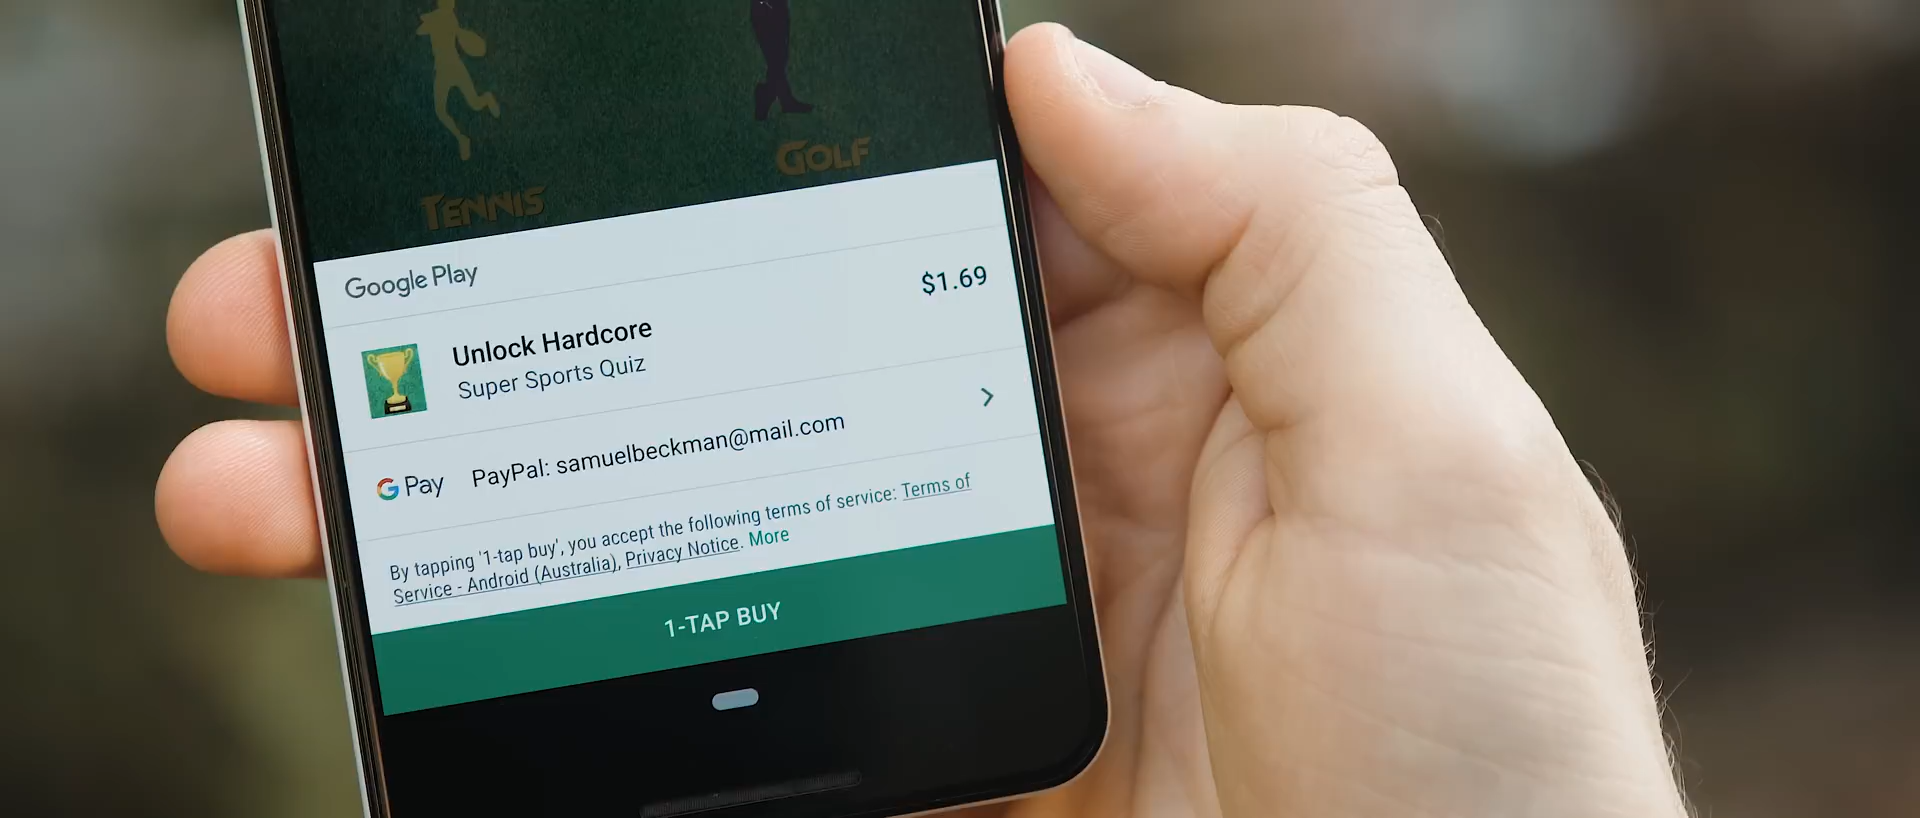 TENNIS
GOLF
Google Play
$1.69
Unlock Hardcore
Super Sports Quiz
G Pay PayPal: samuelbeckman@mail.com
By tapping '1-tap buy', you accept the following terms of service: Terms of
Service - Android (Australia), Privacy Notice. More
1-TAP BUY